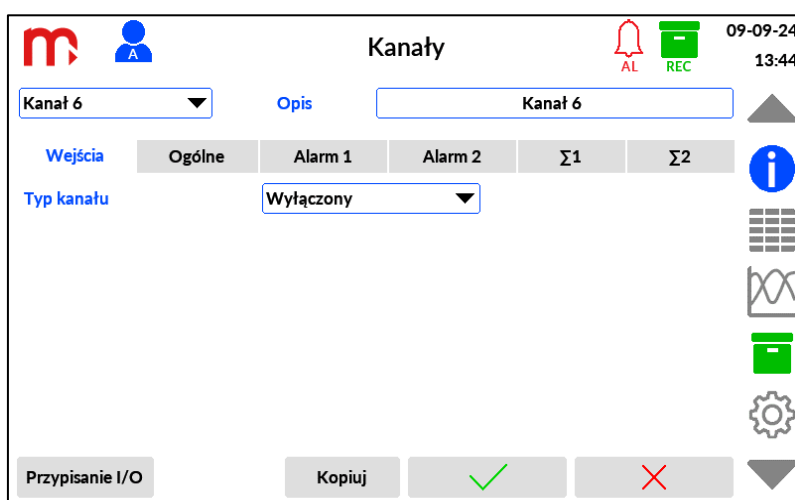 m
A
Kanały
AL
REC
09-09-24
13:44
Kanał 6
Opis
Kanał 6
Wejścia
Ogólne
Alarm 1
Alarm 2
∑1
∑2
Typ kanału
Wyłączony
Przypisanie I/O
Kopiuj